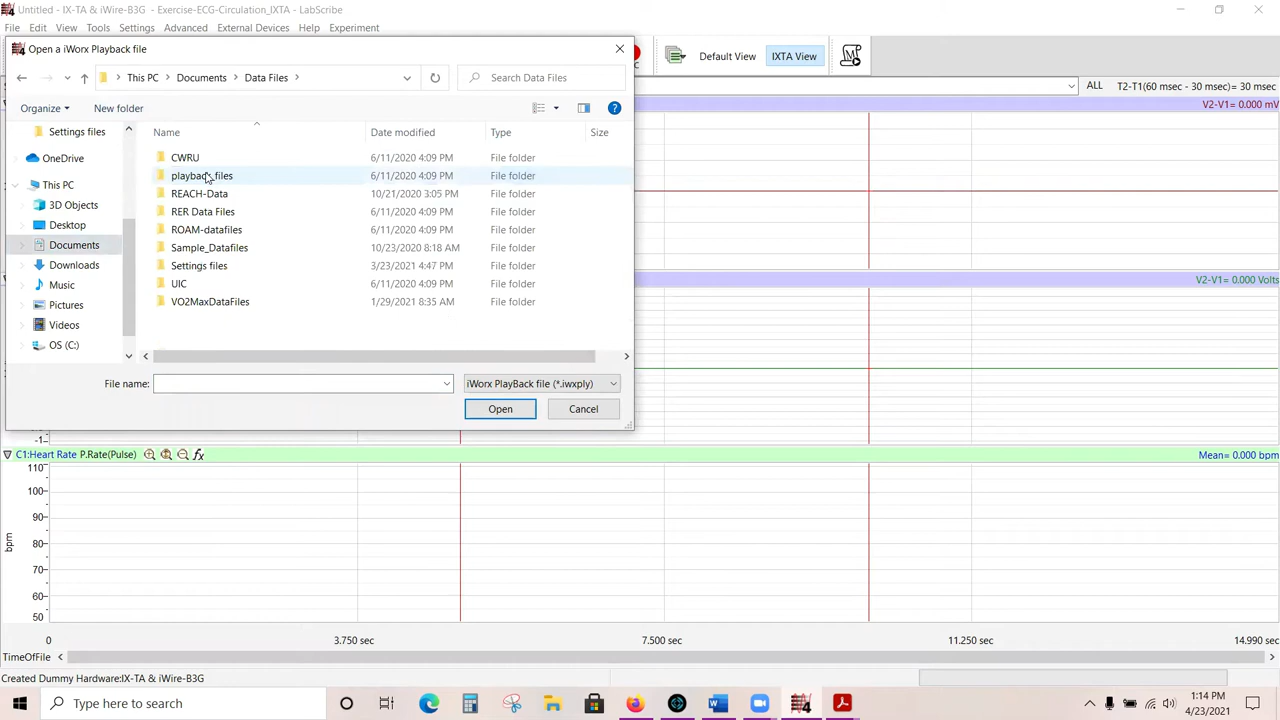 Untitled - IX-TA & iWire-B3G - Exercise-ECG-Circulation_IXTA - LabScribe
File Edit View Tools Settings Advanced External Devices Help Experiment
Open a iWorx Playback file
Default View IXTA View
This PC > Documents > Data Files > Search Data Files
ALL T2-T1(60 msec - 30 msec)= 30 msec
V2-V1= 0.000 mV
Organize New folder
Settings files
OneDrive
This PC
3D Objects
Desktop
Documents
Downloads
Music
Pictures
Videos
OS (C:)
Name Date modified Type Size
CWRU 6/11/2020 4:09 PM File folder
playback files 6/11/2020 4:09 PM File folder
REACH-Data 10/21/2020 3:05 PM File folder
RER Data Files 6/11/2020 4:09 PM File folder
ROAM-datafiles 6/11/2020 4:09 PM File folder
Sample_Datafiles 10/23/2020 8:18 AM File folder
Settings files 3/23/2021 4:47 PM File folder
UIC 6/11/2020 4:09 PM File folder
VO2MaxDataFiles 1/29/2021 8:35 AM File folder
V2-V1= 0.000 Volts
File name: iWorx PlayBack file (*.iwxply)
Open Cancel
-1
C1:Heart Rate P.Rate(Pulse) fx Mean= 0.000 bpm
110
100
90
80
70
60
50
bpm
0 3.750 sec 7.500 sec 11.250 sec 14.990 sec
TimeOfFile
Created Dummy Hardware:IX-TA & iWire-B3G
Type here to search
1:14 PM
4/23/2021